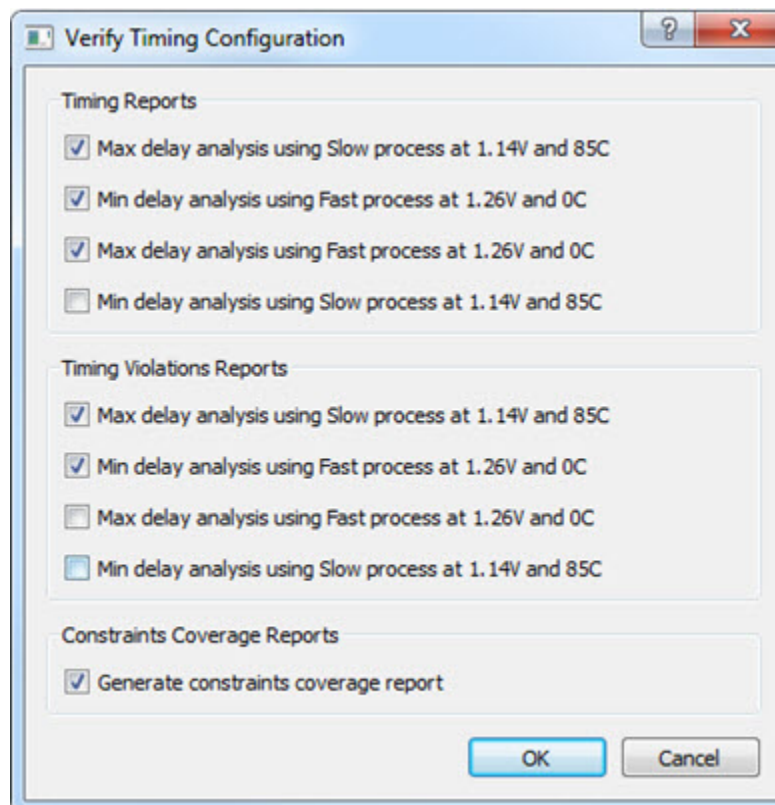 Verify Timing Configuration
Timing Reports
Max delay analysis using Slow process at 1.14V and 85C
Min delay analysis using Fast process at 1.26V and 0C
Max delay analysis using Fast process at 1.26V and 0C
Min delay analysis using Slow process at 1.14V and 85C
Timing Violations Reports
Max delay analysis using Slow process at 1.14V and 85C
Min delay analysis using Fast process at 1.26V and 0C
Max delay analysis using Fast process at 1.26V and 0C
Min delay analysis using Slow process at 1.14V and 85C
Constraints Coverage Reports
Generate constraints coverage report
OK Cancel